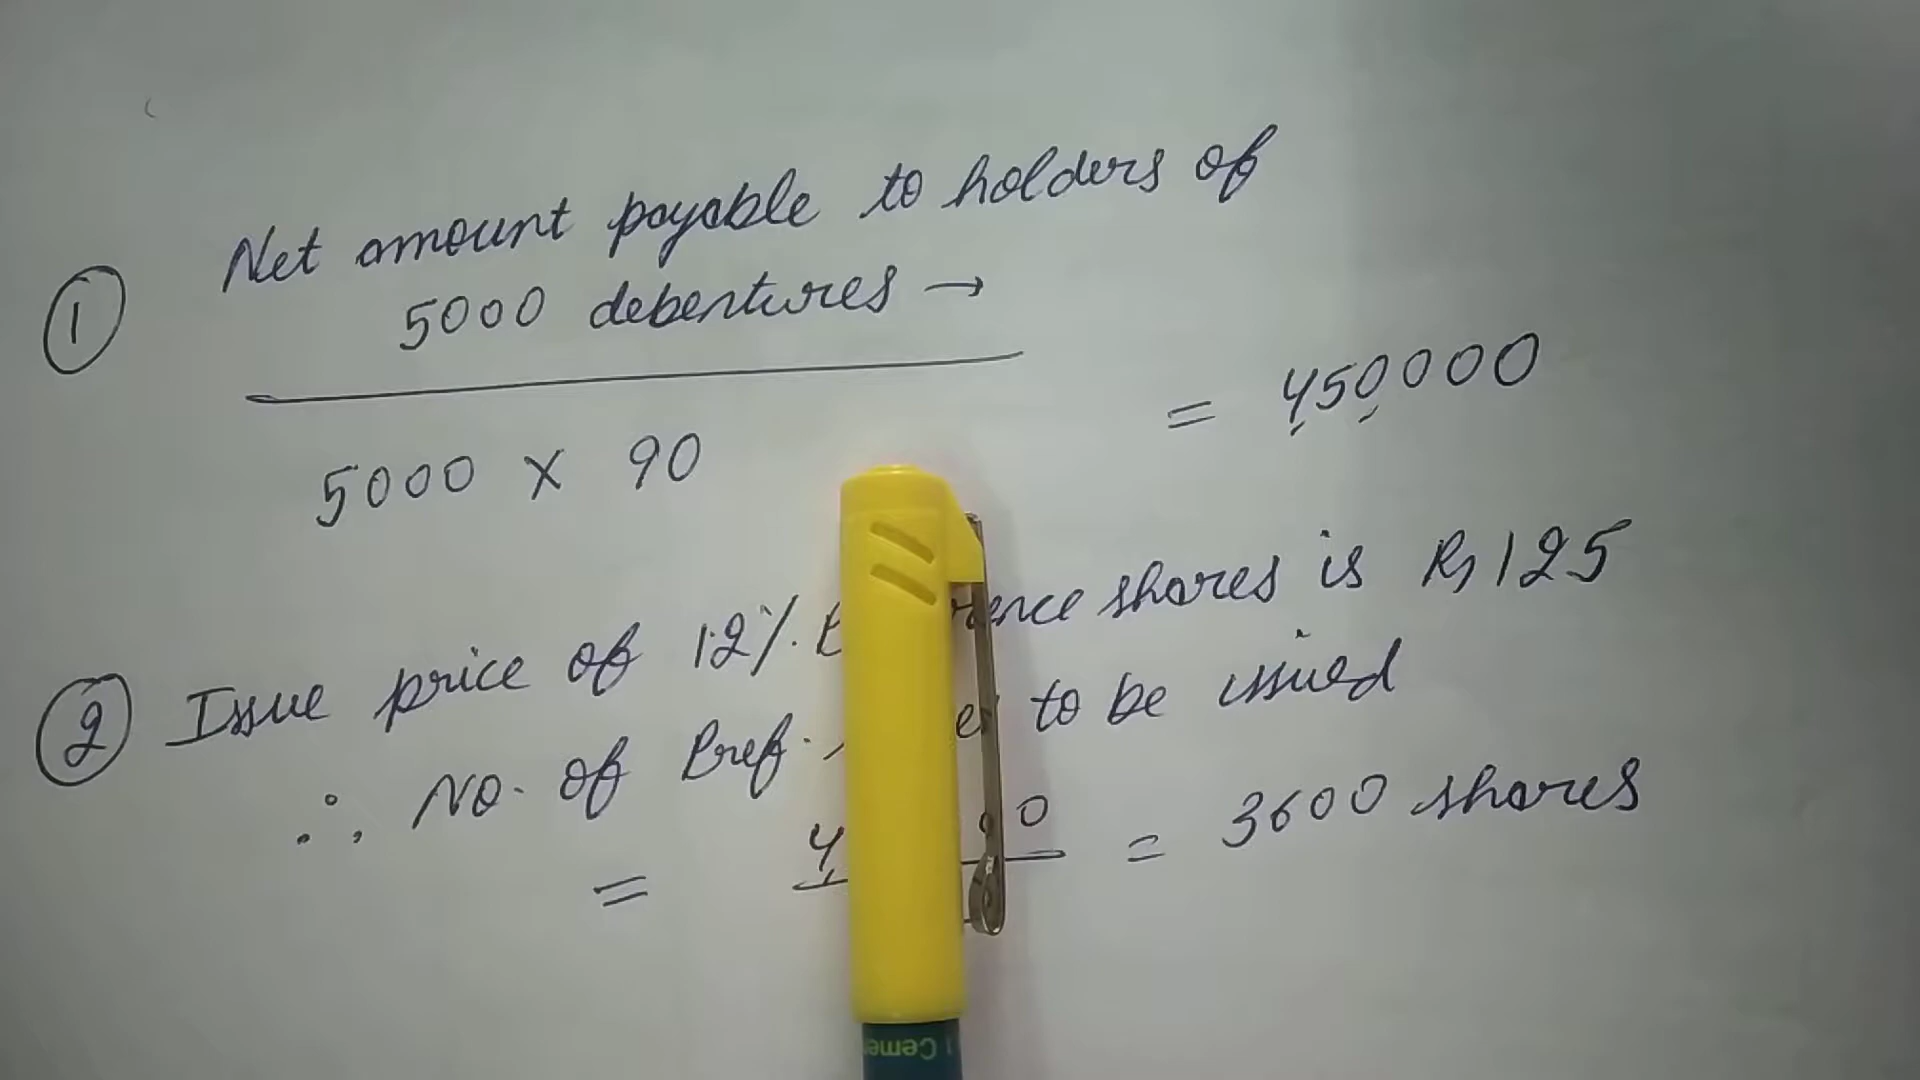 ① Net amount payable to holders of
5000 debentures →
5000 X 90 = 450000
② Issue price of 12% shares is Rs 125
∴ No. of Pref. to be issued
= = 3600 shares
Ceme